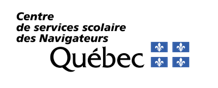 Centre
de services scolaire
des Navigateurs
Québec